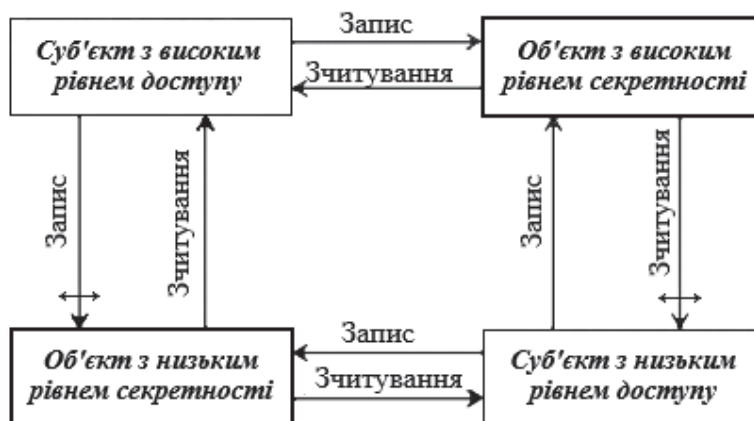 Суб'єкт з високим
рівнем доступу
Запис
Зчитування
Об'єкт з високим
рівнем секретності
Запис
Зчитування
Запис
Зчитування
Об'єкт з низьким
рівнем секретності
Запис
Зчитування
Суб'єкт з низьким
рівнем доступу